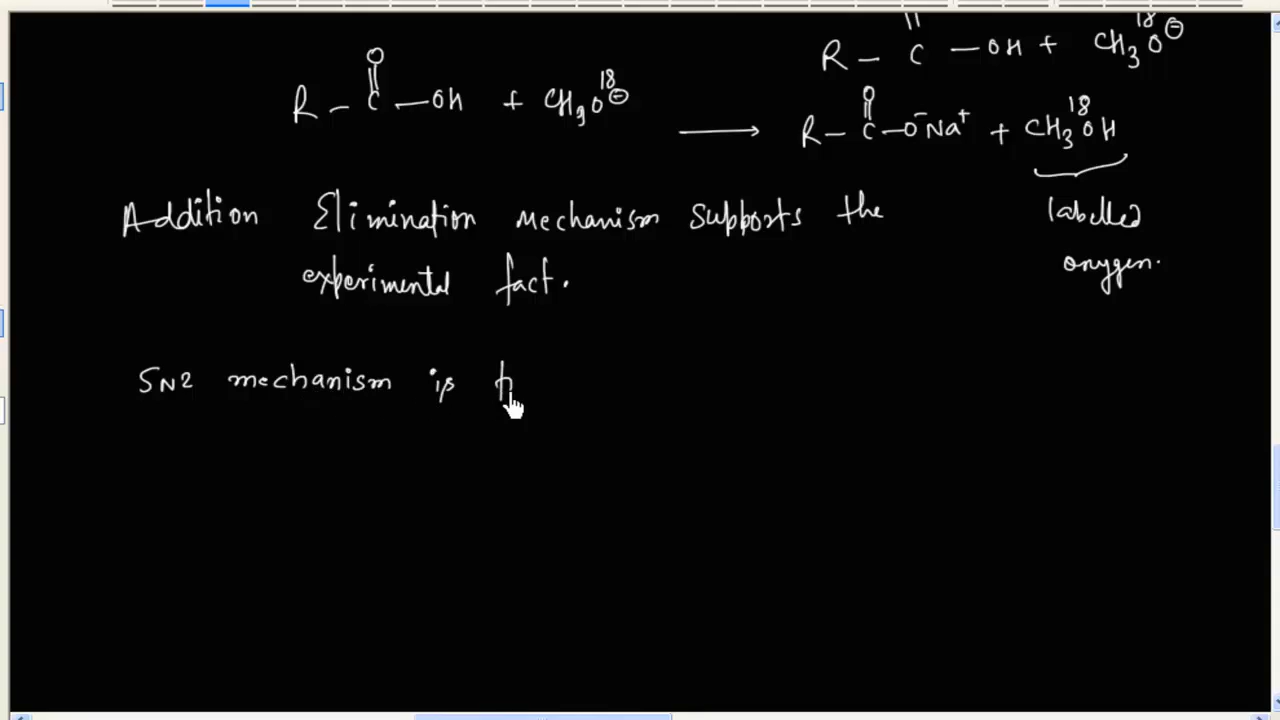 R — C — OH + CH3O18⊖
O
R — C — OH + CH3O18⊖ ⟶ R — C — O⁻Na⁺ + CH3O18H
Addition Elimination mechanism supports the
experimental fact.
labelled
oxygen.
SN2 mechanism is